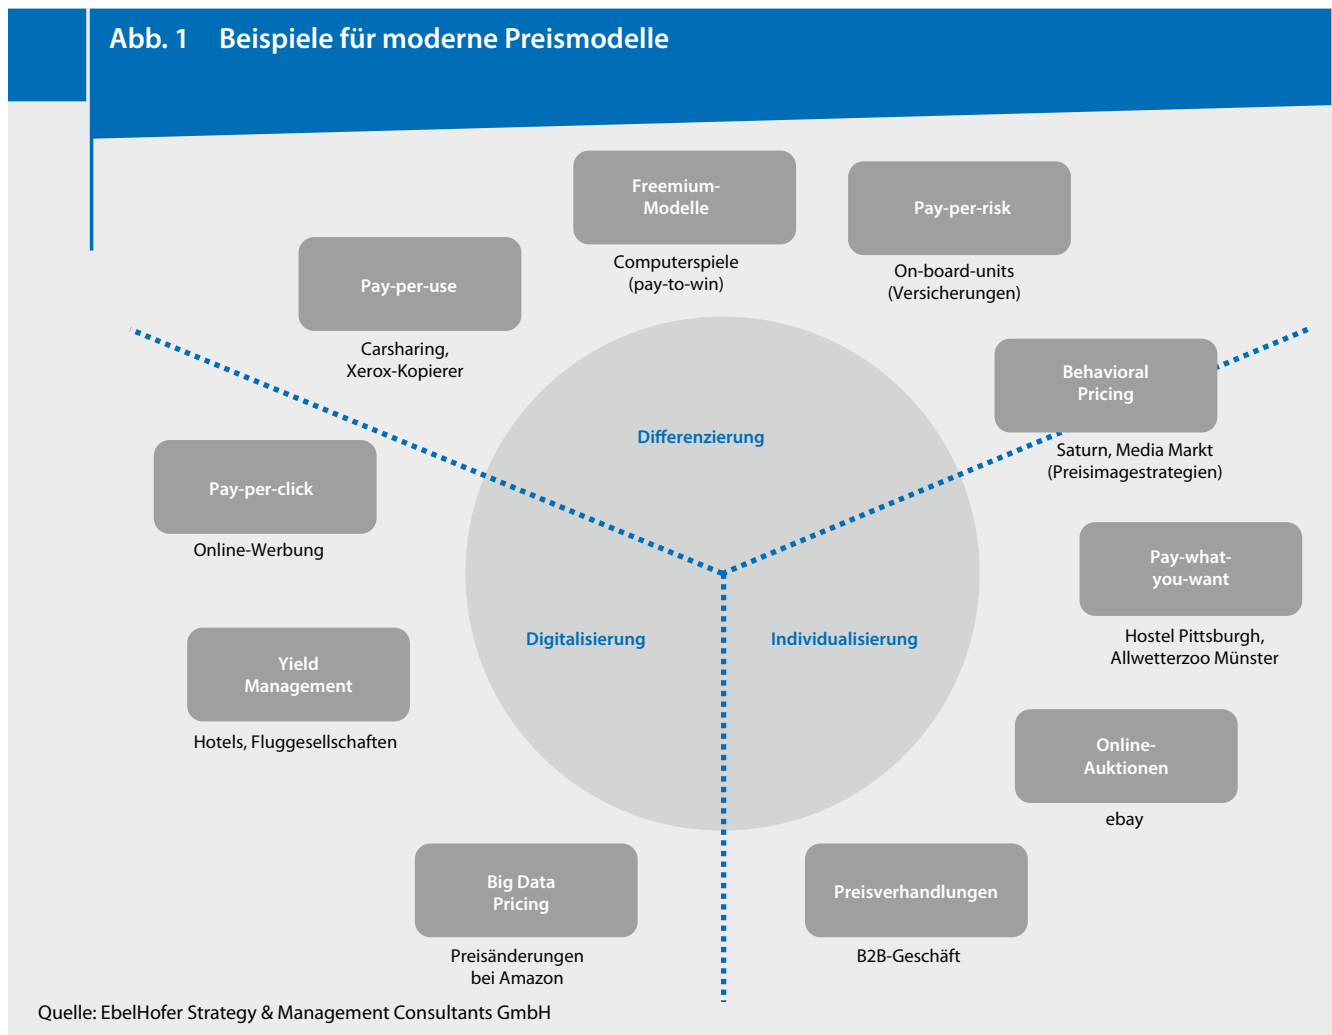 Abb. 1 Beispiele für moderne Preismodelle
Freemium-
Modelle
Computerspiele
(pay-to-win)
Pay-per-risk
On-board-units
(Versicherungen)
Pay-per-use
Carsharing,
Xerox-Kopierer
Behavioral
Pricing
Saturn, Media Markt
(Preisimagestrategien)
Differenzierung
Pay-per-click
Online-Werbung
Pay-what-
you-want
Hostel Pittsburgh,
Allwetterzoo Münster
Digitalisierung
Individualisierung
Yield
Management
Hotels, Fluggesellschaften
Online-
Auktionen
ebay
Big Data
Pricing
Preisänderungen
bei Amazon
Preisverhandlungen
B2B-Geschäft
Quelle: EbelHofer Strategy & Management Consultants GmbH